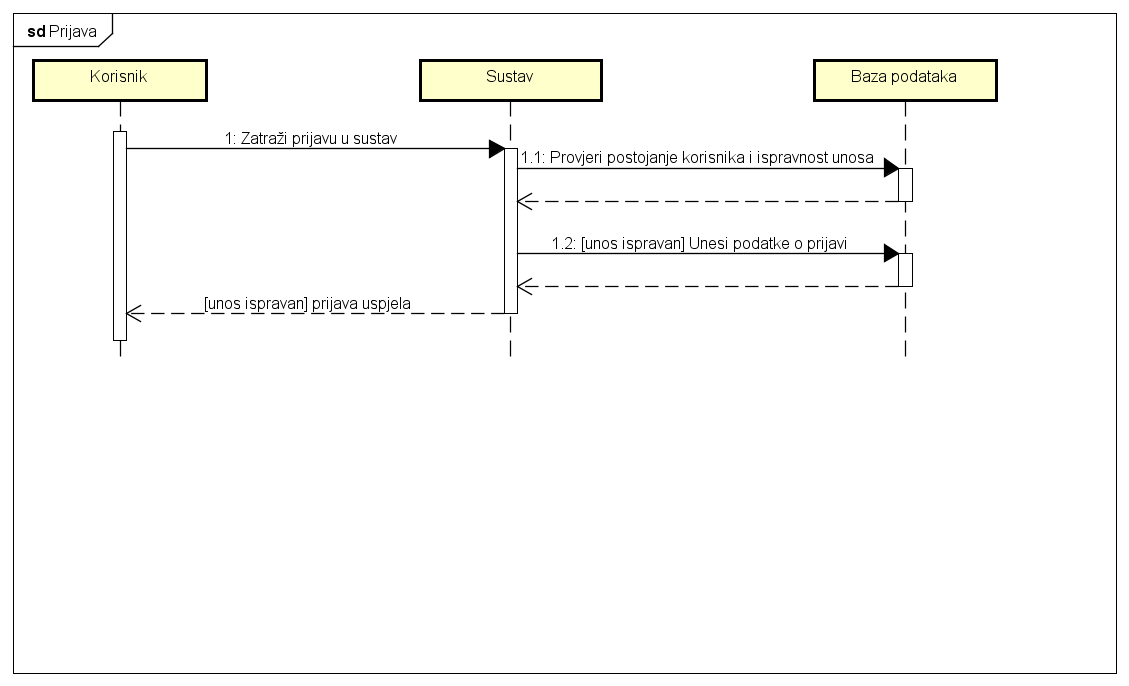 sd Prijava
Korisnik
Sustav
Baza podataka
1: Zatraži prijavu u sustav
1.1: Provjeri postojanje korisnika i ispravnost unosa
1.2: [unos ispravan] Unesi podatke o prijavi
[unos ispravan] prijava uspjela